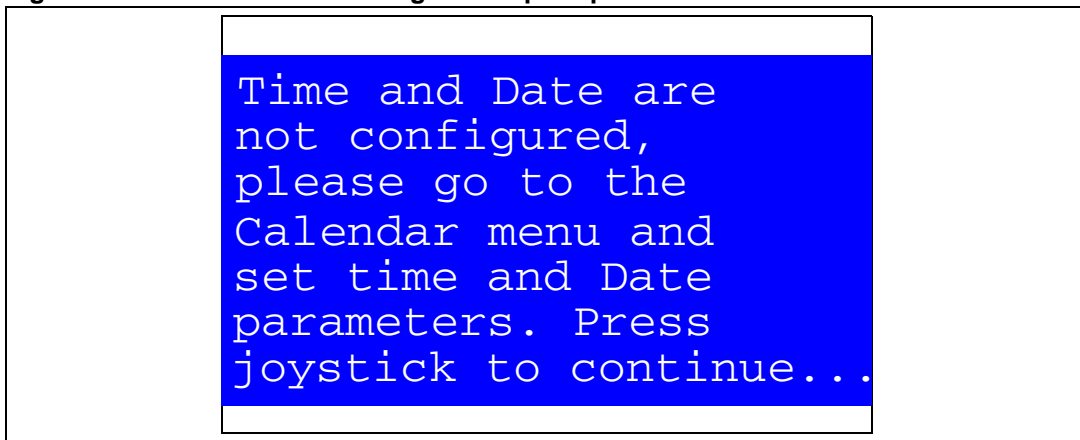 Time and Date are
not configured,
please go to the
Calendar menu and
set time and Date
parameters. Press
joystick to continue...